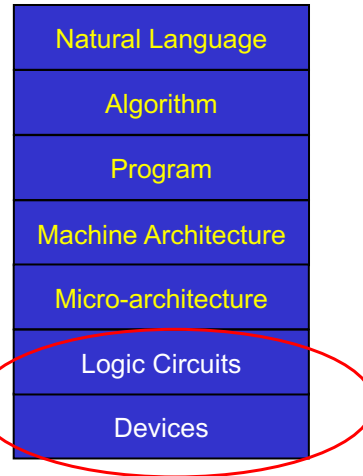 Natural Language
Algorithm
Program
Machine Architecture
Micro-architecture
Logic Circuits
Devices